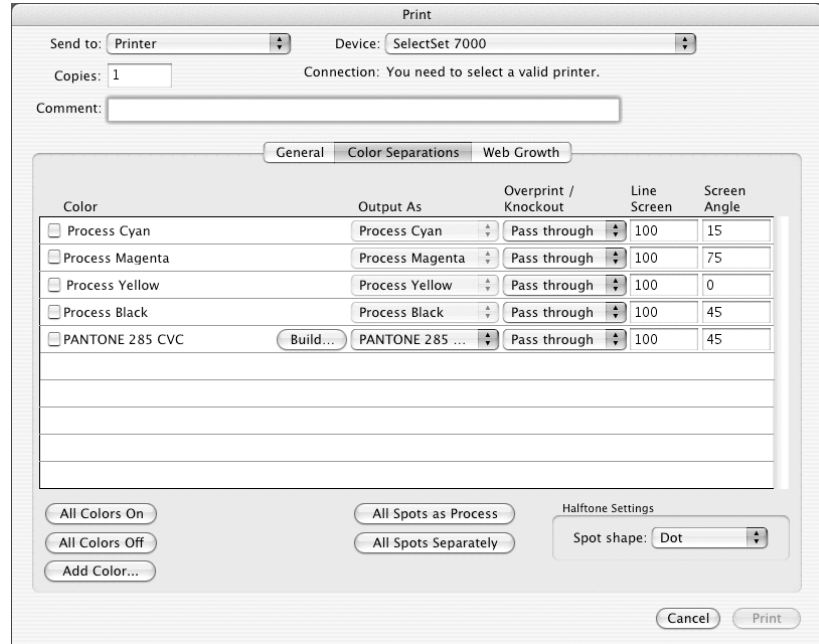 Print
Send to: Printer Device: SelectSet 7000
Copies: 1 Connection: You need to select a valid printer.
Comment:
General Color Separations Web Growth
Color Output As Overprint / Knockout Line Screen Screen Angle
Process Cyan Process Cyan Pass through 100 15
Process Magenta Process Magenta Pass through 100 75
Process Yellow Process Yellow Pass through 100 0
Process Black Process Black Pass through 100 45
PANTONE 285 CVC Build... PANTONE 285 ... Pass through 100 45
All Colors On All Spots as Process Halftone Settings
All Colors Off All Spots Separately Spot shape: Dot
Add Color...
Cancel Print